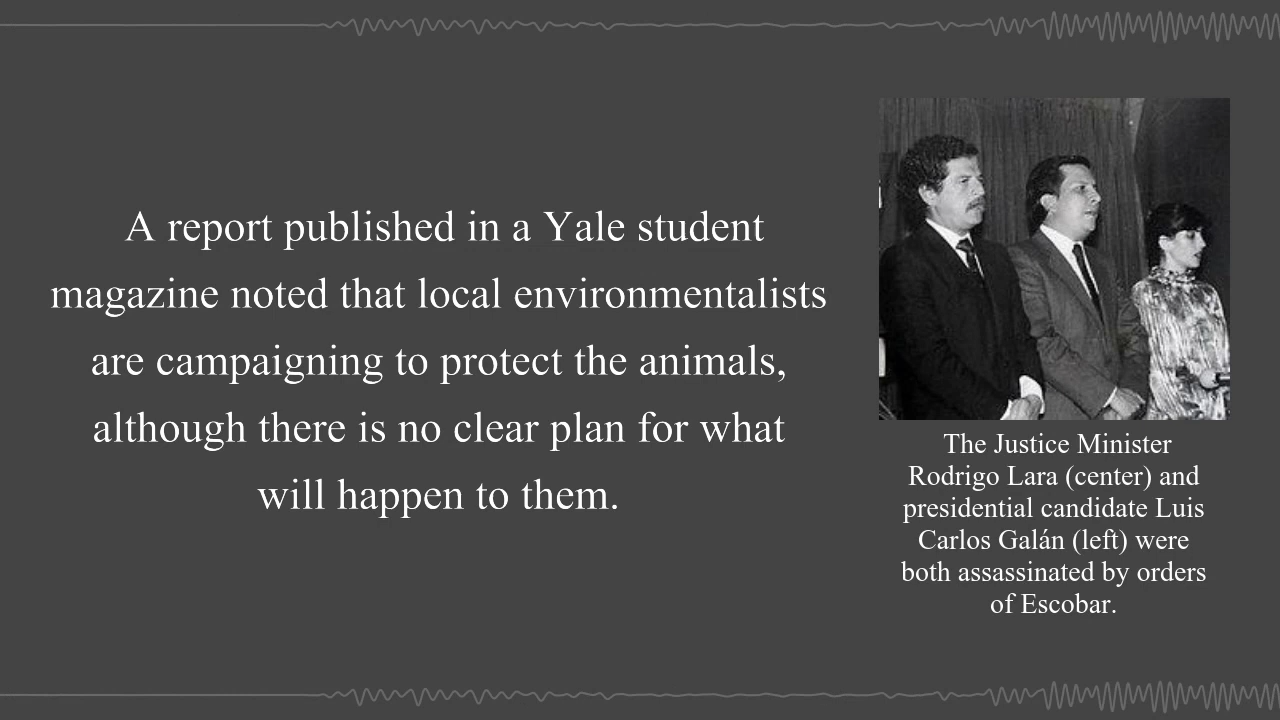 A report published in a Yale student
magazine noted that local environmentalists
are campaigning to protect the animals,
although there is no clear plan for what
will happen to them.
The Justice Minister
Rodrigo Lara (center) and
presidential candidate Luis
Carlos Galán (left) were
both assassinated by orders
of Escobar.